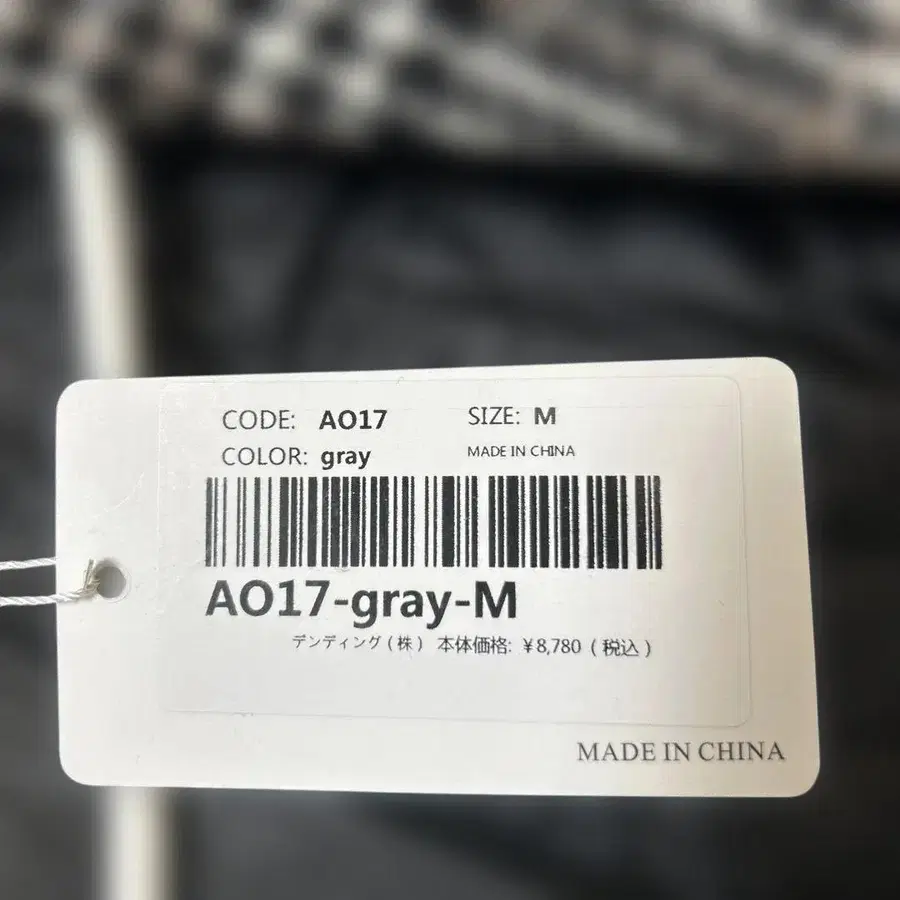 CODE: AO17 SIZE: M
COLOR: gray MADE IN CHINA
AO17-gray-M
デンディング(株) 本体価格: ¥8,780 (税込)
MADE IN CHINA